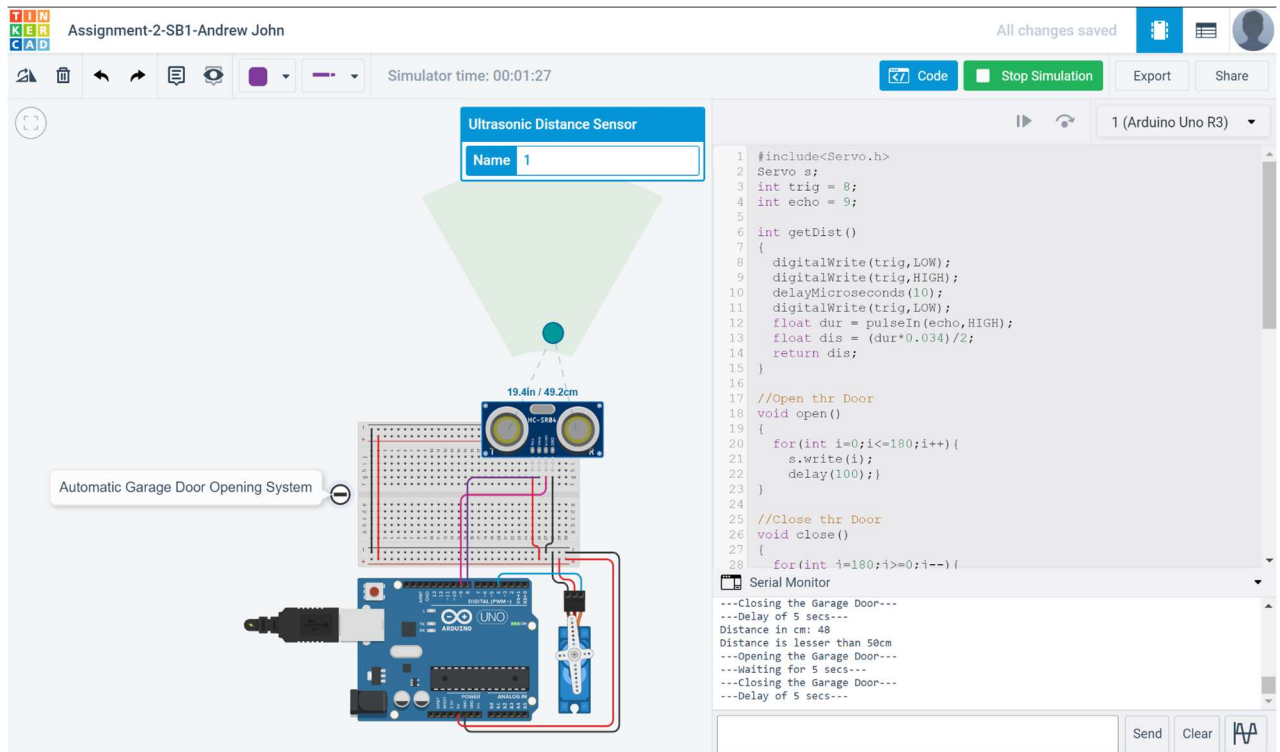 TIN
KER
CAD
Assignment-2-SB1-Andrew John
All changes saved
Simulator time: 00:01:27
Code
Stop Simulation
Export
Share
Ultrasonic Distance Sensor
Name 1
1 (Arduino Uno R3)
19.4in / 49.2cm
HC-SR04
T R
Automatic Garage Door Opening System
DIGITAL (PWM~)
UNO
ARDUINO
POWER
ANALOG IN
1 #include<Servo.h>
2 Servo s;
3 int trig = 8;
4 int echo = 9;
5
6 int getDist()
7 {
8 digitalWrite(trig,LOW);
9 digitalWrite(trig,HIGH);
10 delayMicroseconds(10);
11 digitalWrite(trig,LOW);
12 float dur = pulseIn(echo,HIGH);
13 float dis = (dur*0.034)/2;
14 return dis;
15 }
16
17 //Open thr Door
18 void open()
19 {
20 for(int i=0;i<=180;i++){
21 s.write(i);
22 delay(100);}
23 }
24
25 //Close thr Door
26 void close()
27 {
28 for(int j=180;j>=0;j--){
Serial Monitor
---Closing the Garage Door---
---Delay of 5 secs---
Distance in cm: 48
Distance is lesser than 50cm
---Opening the Garage Door---
---Waiting for 5 secs---
---Closing the Garage Door---
---Delay of 5 secs---
Send
Clear